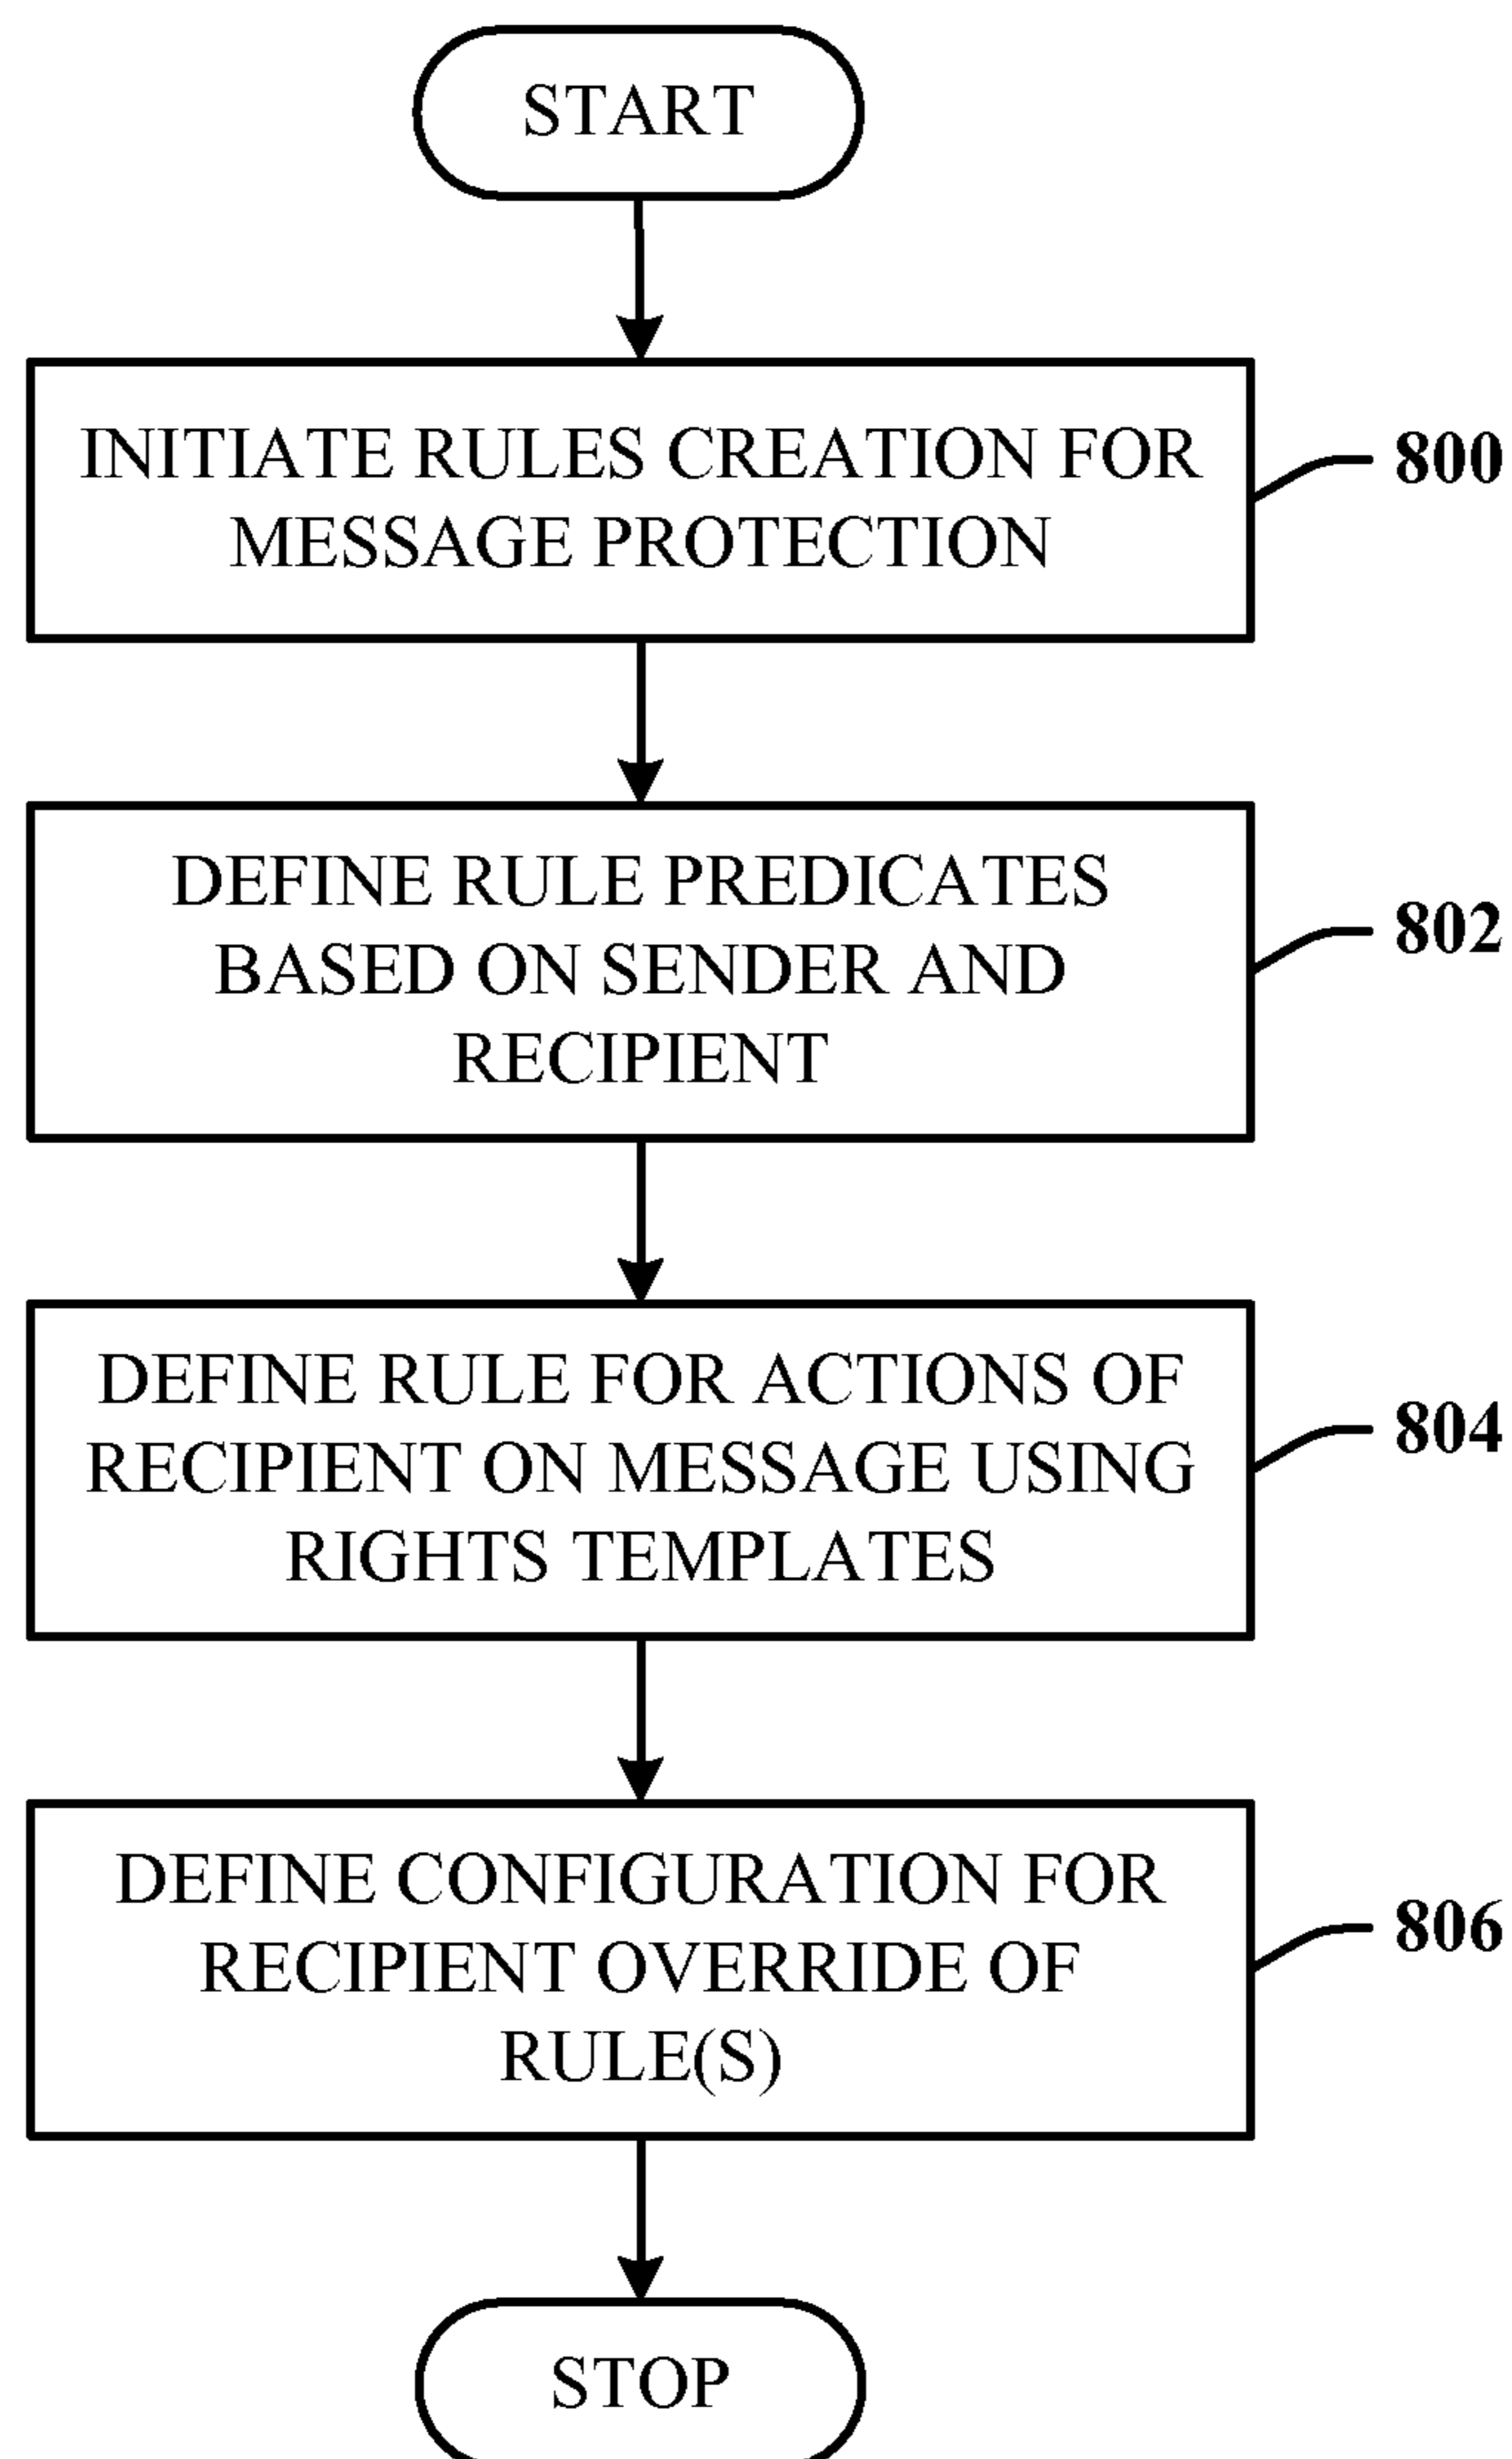 START
INITIATE RULES CREATION FOR
MESSAGE PROTECTION
800
DEFINE RULE PREDICATES
BASED ON SENDER AND
RECIPIENT
802
DEFINE RULE FOR ACTIONS OF
RECIPIENT ON MESSAGE USING
RIGHTS TEMPLATES
804
DEFINE CONFIGURATION FOR
RECIPIENT OVERRIDE OF
RULE(S)
806
STOP